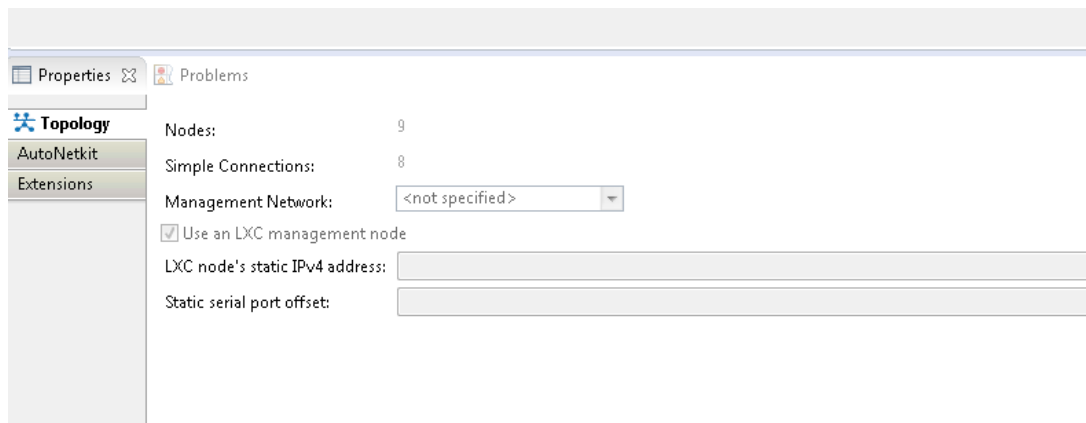 Properties
Problems
Topology
AutoNetkit
Extensions
Nodes: 9
Simple Connections: 8
Management Network: <not specified>
Use an LXC management node
LXC node's static IPv4 address:
Static serial port offset: